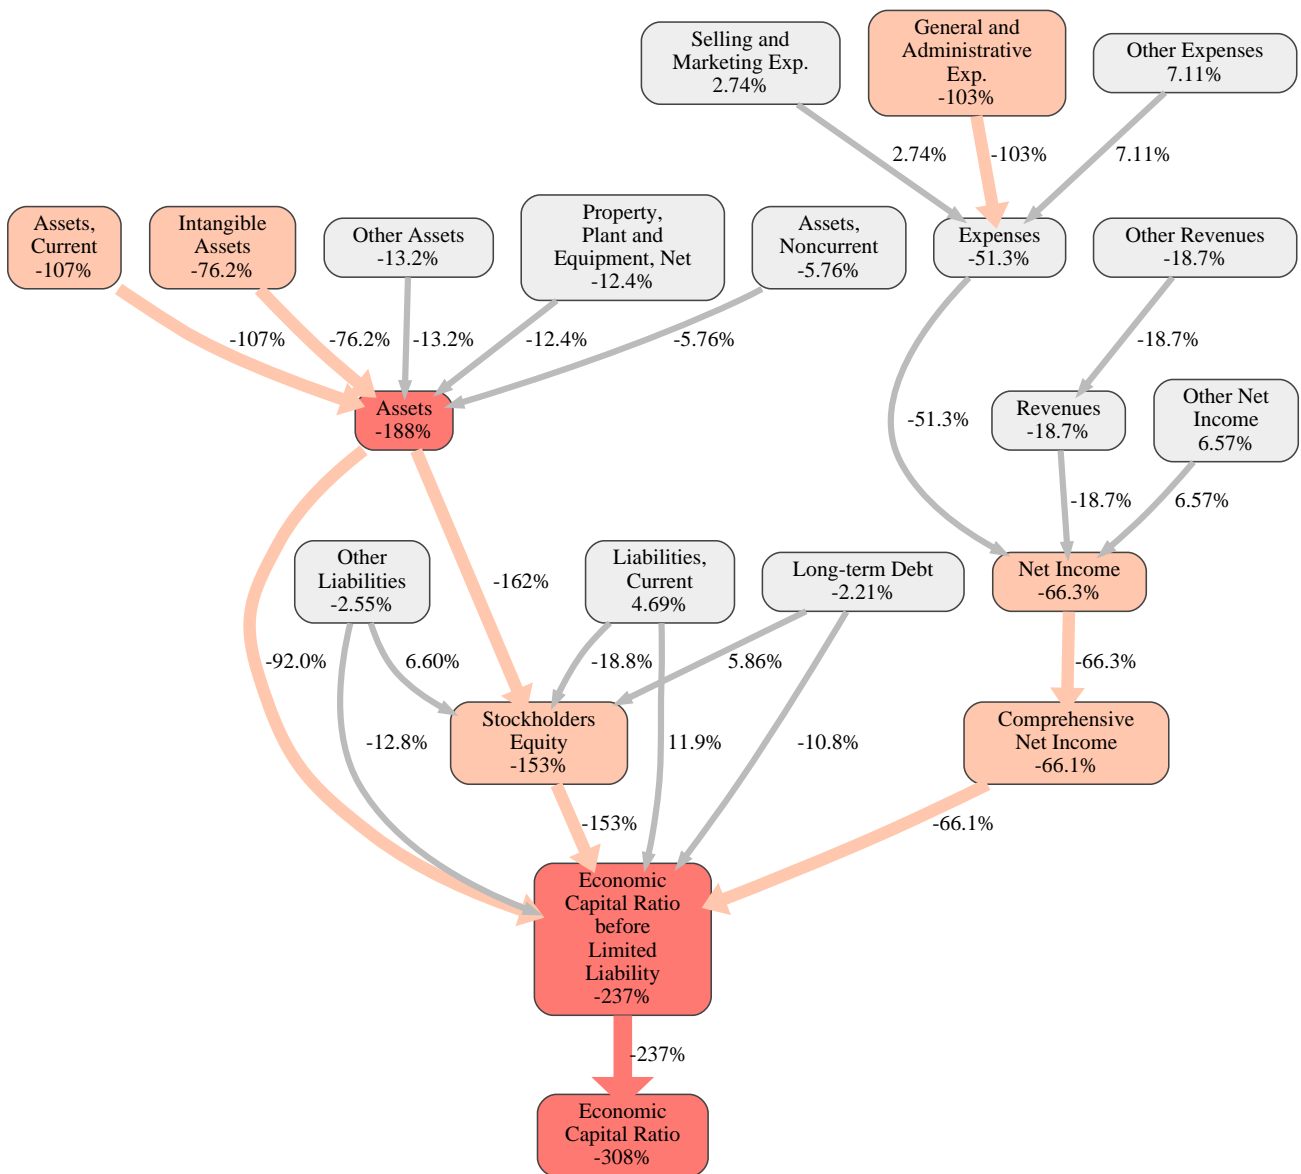 Selling and
Marketing Exp.
2.74%
General and
Administrative
Exp.
-103%
Other Expenses
7.11%
2.74%
-103%
7.11%
Assets,
Current
-107%
Intangible
Assets
-76.2%
Other Assets
-13.2%
Property,
Plant and
Equipment, Net
-12.4%
Assets,
Noncurrent
-5.76%
Expenses
-51.3%
Other Revenues
-18.7%
-107%
-76.2%
-13.2%
-12.4%
-5.76%
-18.7%
Assets
-188%
-51.3%
Revenues
-18.7%
Other Net
Income
6.57%
-18.7%
6.57%
Other
Liabilities
-2.55%
-162%
Liabilities,
Current
4.69%
Long-term Debt
-2.21%
Net Income
-66.3%
-92.0%
6.60%
-18.8%
5.86%
-66.3%
Stockholders
Equity
-153%
-12.8%
11.9%
-10.8%
Comprehensive
Net Income
-66.1%
-153%
-66.1%
Economic
Capital Ratio
before
Limited
Liability
-237%
-237%
Economic
Capital Ratio
-308%